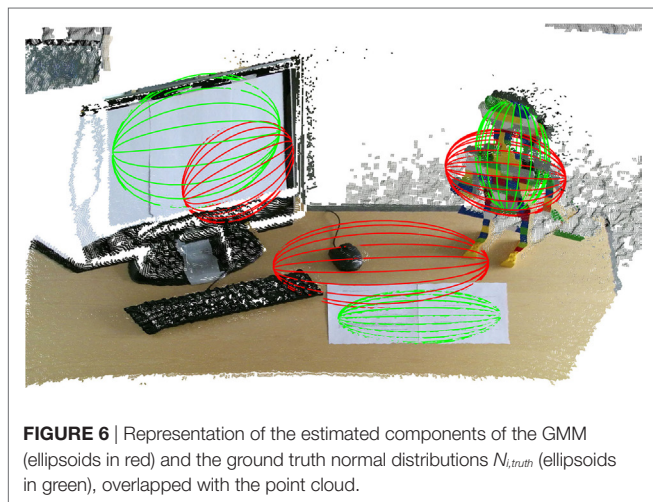 FIGURE 6 | Representation of the estimated components of the GMM
(ellipsoids in red) and the ground truth normal distributions Ni,truth (ellipsoids
in green), overlapped with the point cloud.